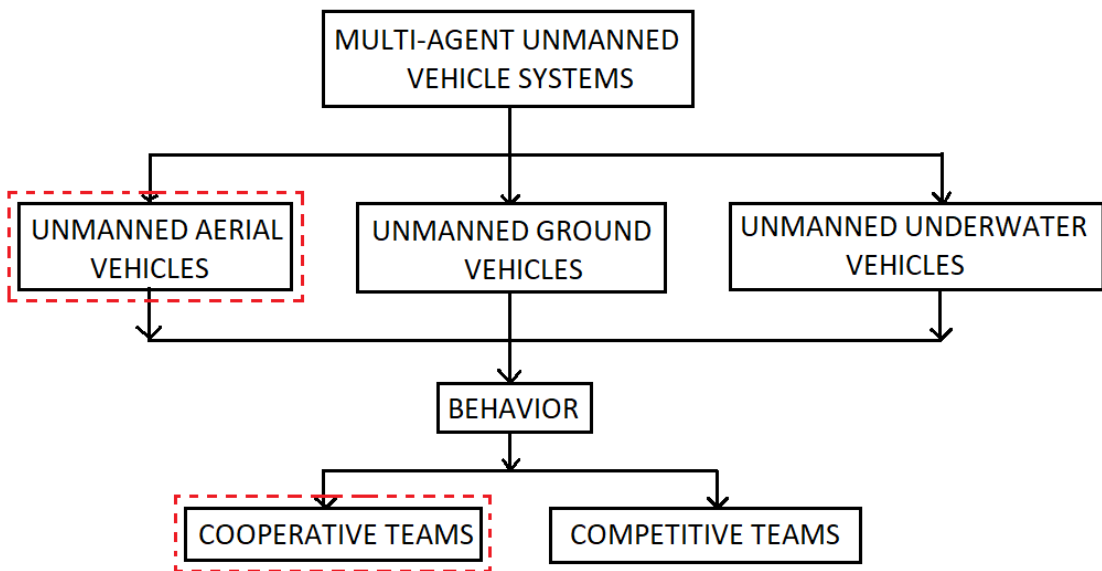 MULTI-AGENT UNMANNED
VEHICLE SYSTEMS
UNMANNED AERIAL
VEHICLES
UNMANNED GROUND
VEHICLES
UNMANNED UNDERWATER
VEHICLES
BEHAVIOR
COOPERATIVE TEAMS
COMPETITIVE TEAMS